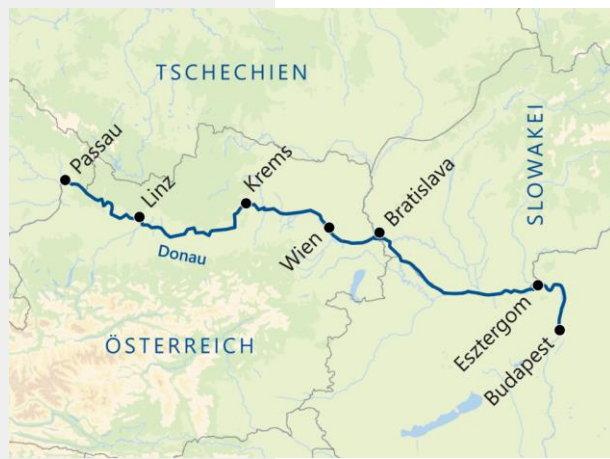 TSCHECHIEN
SLOWAKEI
Passau
Linz
Krems
Wien
Bratislava
Donau
Esztergom
Budapest
ÖSTERREICH